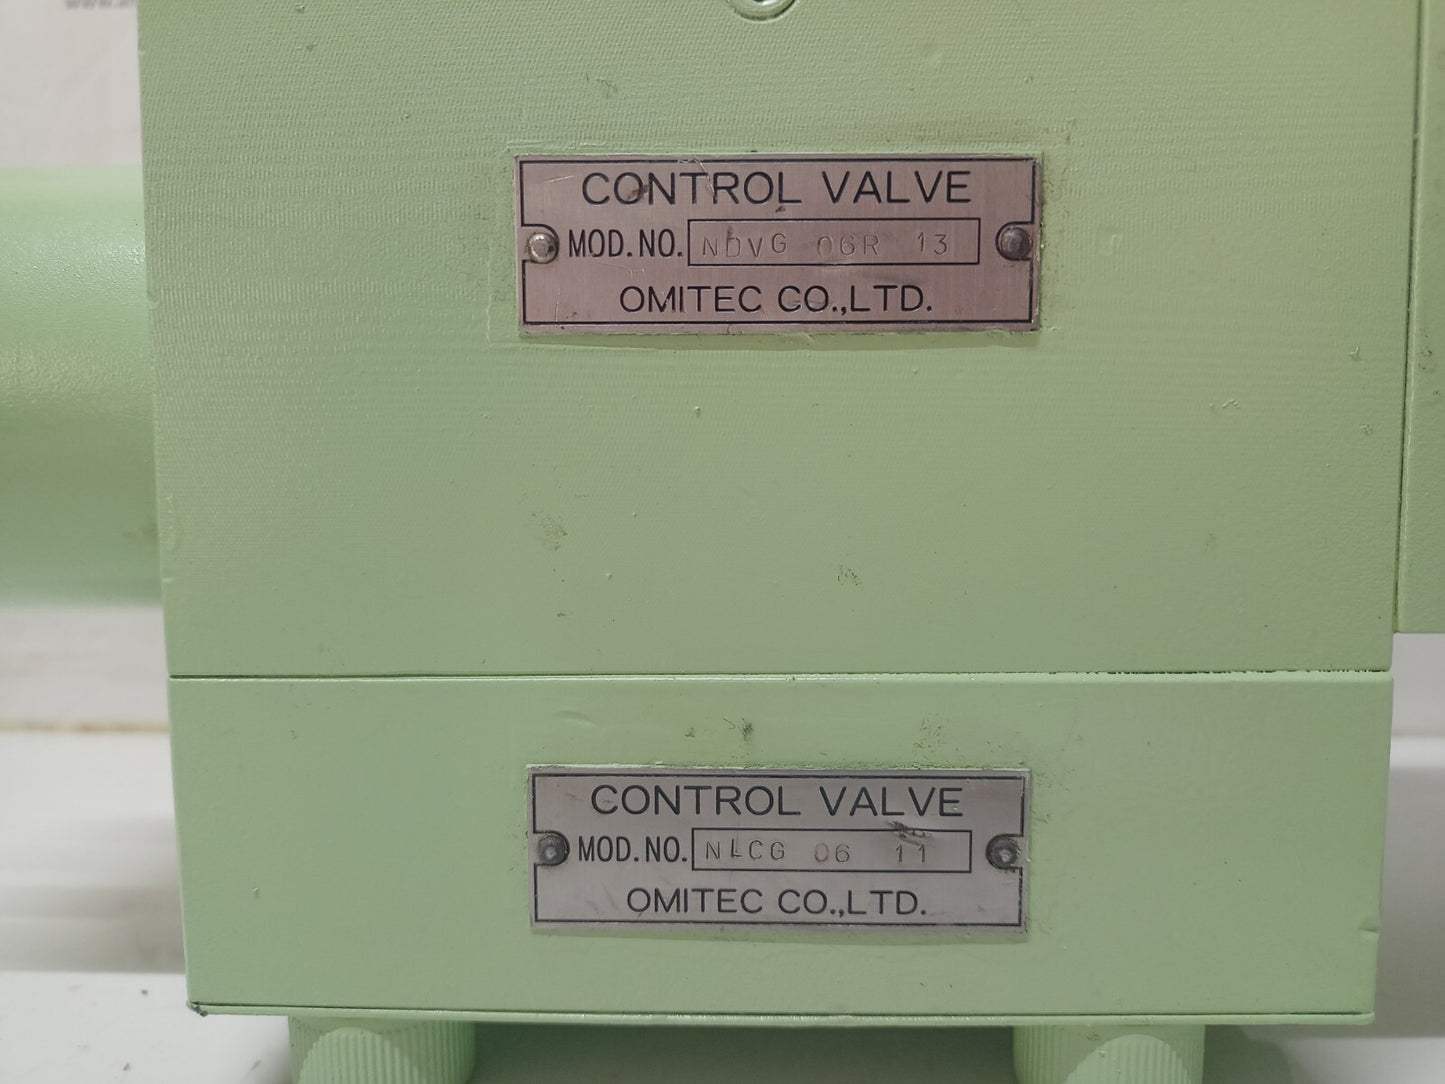 CONTROL VALVE
MOD. NO. NDVG 06R 13
OMITEC CO.,LTD.
CONTROL VALVE
MOD. NO. NLCG 06 11
OMITEC CO.,LTD.